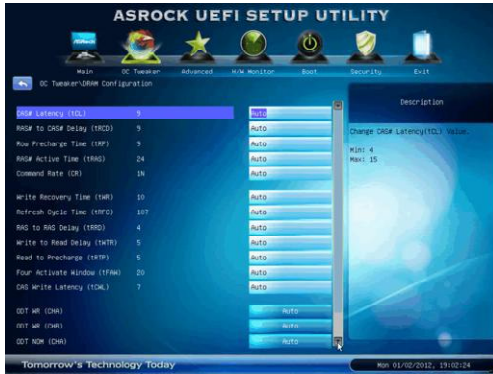 ASROCK UEFI SETUP UTILITY
ASRock
Main OC Tweaker Advanced H/W Monitor Boot Security Exit
OC Tweaker\DRAM Configuration
Description
CAS# Latency (tCL) 9 Auto
Change CAS# Latency(tCL) Value.
RAS# to CAS# Delay (tRCD) 9 Auto
Row Precharge Time (tRP) 9 Auto
Min: 4
Max: 15
RAS# Active Time (tRAS) 24 Auto
Command Rate (CR) 1N Auto
Write Recovery Time (tWR) 10 Auto
Refresh Cycle Time (tRFC) 107 Auto
RAS to RAS Delay (tRRD) 4 Auto
Write to Read Delay (tWTR) 5 Auto
Read to Precharge (tRTP) 5 Auto
Four Activate Window (tFAW) 20 Auto
CAS Write Latency (tCWL) 7 Auto
ODT WR (CHA) Auto
ODT WR (CHB) Auto
ODT NOM (CHA) Auto
Tomorrow's Technology Today
Mon 01/02/2012, 19:02:24